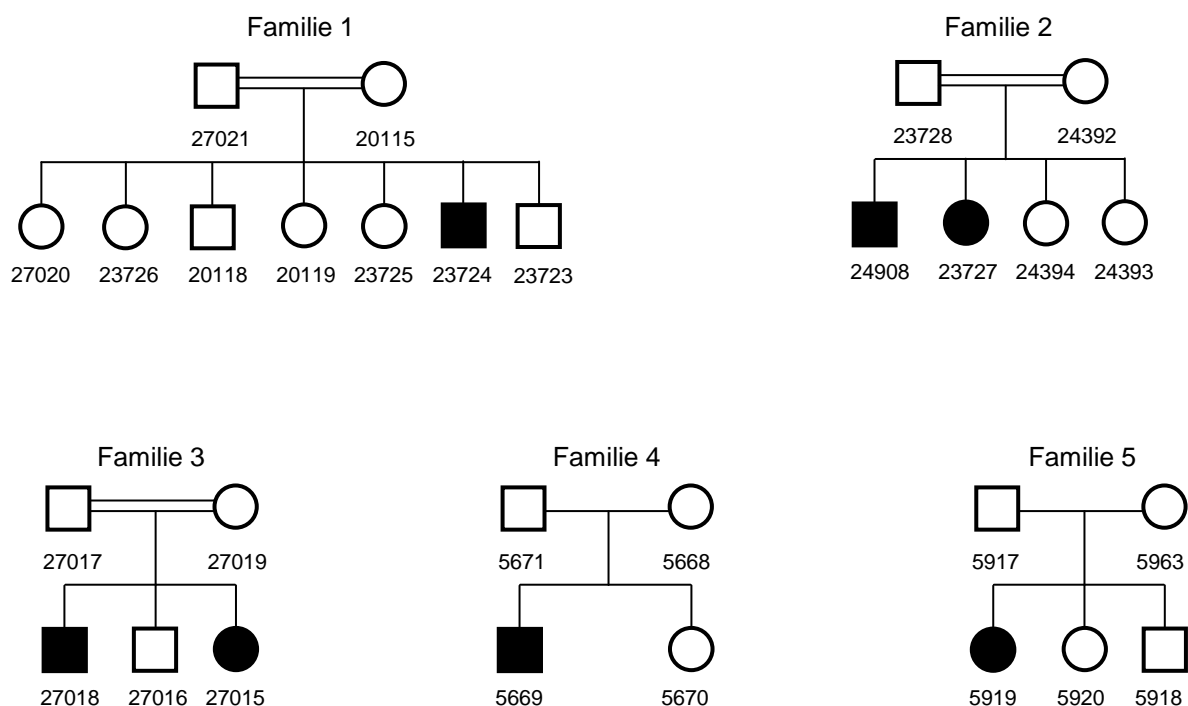 Familie 1
27021 20115
27020 23726 20118 20119 23725 23724 23723
Familie 2
23728 24392
24908 23727 24394 24393
Familie 3
27017 27019
27018 27016 27015
Familie 4
5671 5668
5669 5670
Familie 5
5917 5963
5919 5920 5918